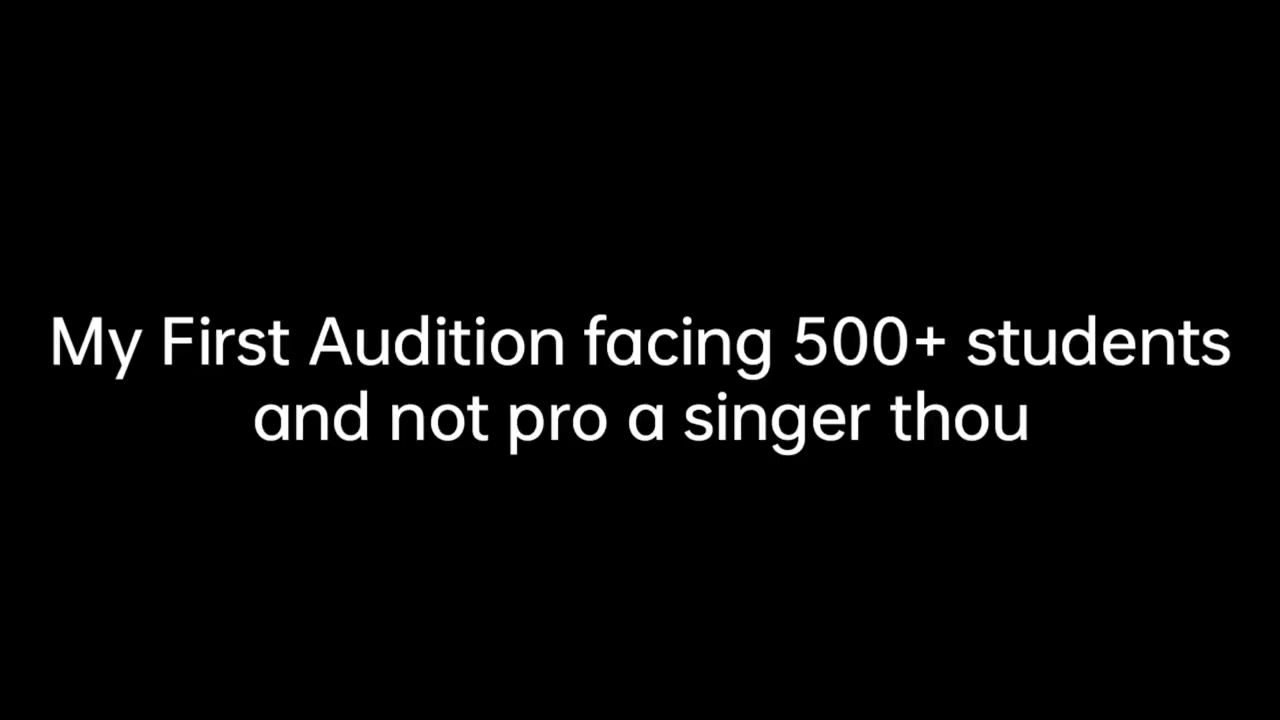 My First Audition facing 500+ students
and not pro a singer thou